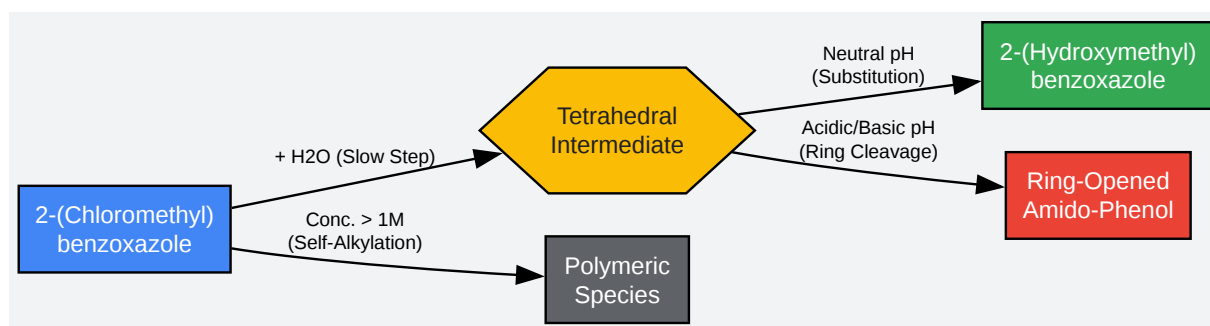 2-(Chloromethyl)
benzoxazole
+ H2O (Slow Step)
Conc. > 1M
(Self-Alkylation)
Tetrahedral
Intermediate
Polymeric
Species
Neutral pH
(Substitution)
Acidic/Basic pH
(Ring Cleavage)
2-(Hydroxymethyl)
benzoxazole
Ring-Opened
Amido-Phenol